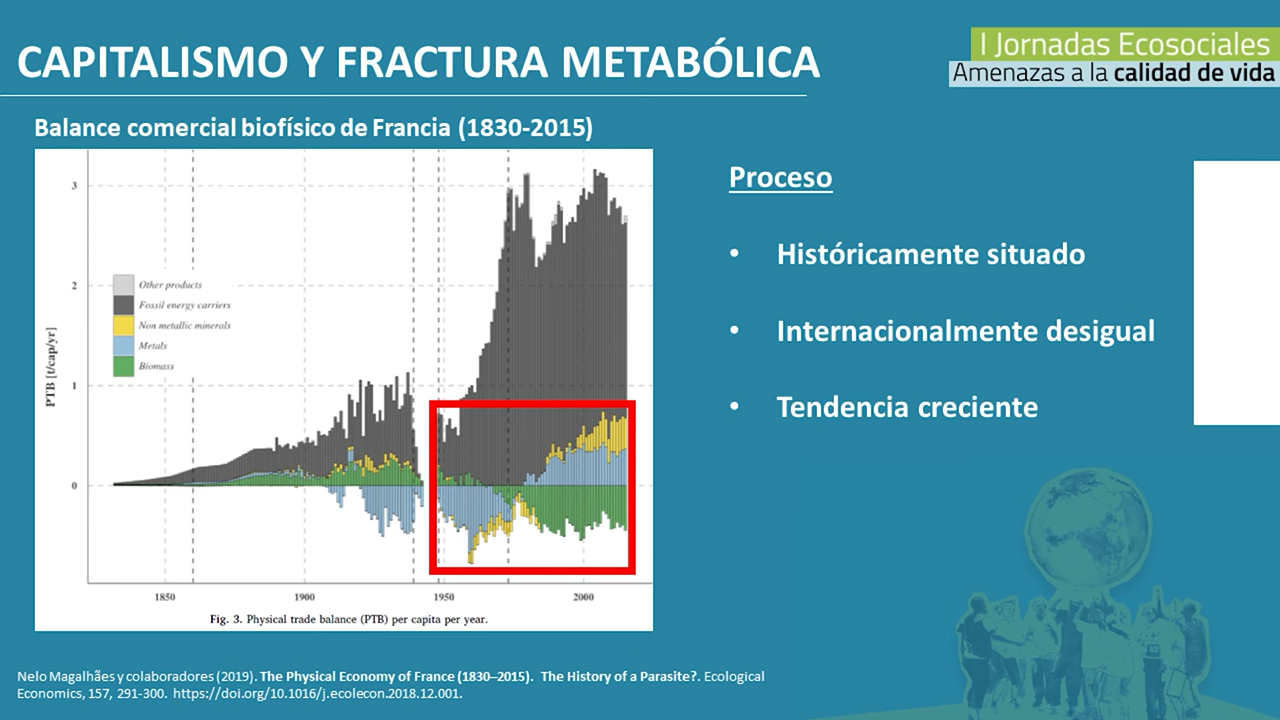 CAPITALISMO Y FRACTURA METABÓLICA
I Jornadas Ecosociales
Amenazas a la calidad de vida
Balance comercial biofísico de Francia (1830-2015)
3
2
1
0
PTB [t/cap/yr]
Other products
Fossil energy carriers
Non metallic minerals
Metals
Biomass
1850
1900
1950
2000
Fig. 3. Physical trade balance (PTB) per capita per year.
Proceso
• Históricamente situado
• Internacionalmente desigual
• Tendencia creciente
Nelo Magalhães y colaboradores (2019). The Physical Economy of France (1830–2015). The History of a Parasite?. Ecological
Economics, 157, 291-300. https://doi.org/10.1016/j.ecolecon.2018.12.001.